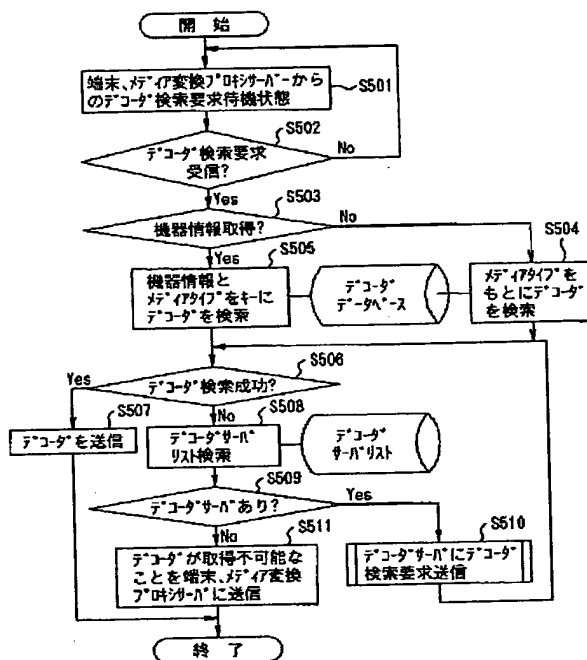 開始
端末、メディア変換プロキシサーバーから
のデコーダ検索要求待機状態
S501
S502
デコーダ検索要求
受信?
No
Yes
S503
機器情報取得?
No
S504
S505
Yes
機器情報と
メディアタイプをキーに
デコーダを検索
デコーダ
データベース
メディアタイプを
もとにデコーダ
を検索
S506
デコーダ検索成功?
Yes
S507
No
S508
デコーダを送信
デコーダサーバ
リスト検索
デコーダ
サーバリスト
S509
デコーダサーバあり?
Yes
S510
No
S511
デコーダが取得不可能な
ことを端末、メディア変換
プロキシサーバに送信
デコーダサーバにデコーダ
検索要求送信
終了